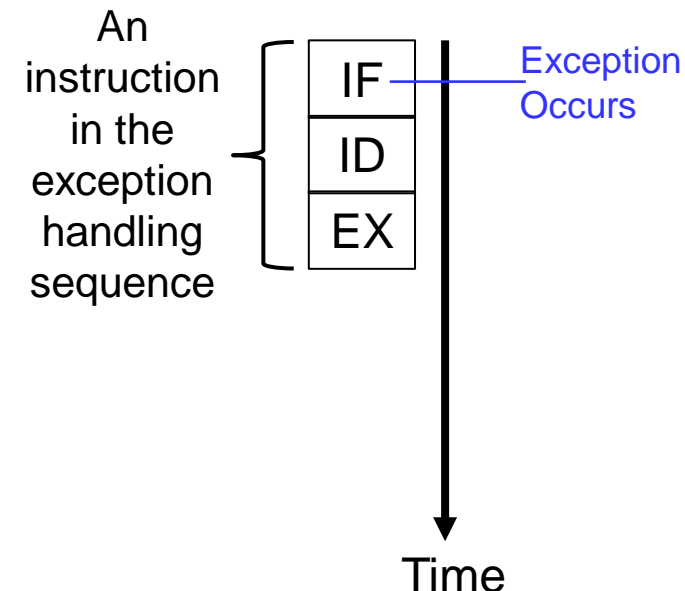 An
instruction
in the
exception
handling
sequence
IF
ID
EX
Exception
Occurs
Time